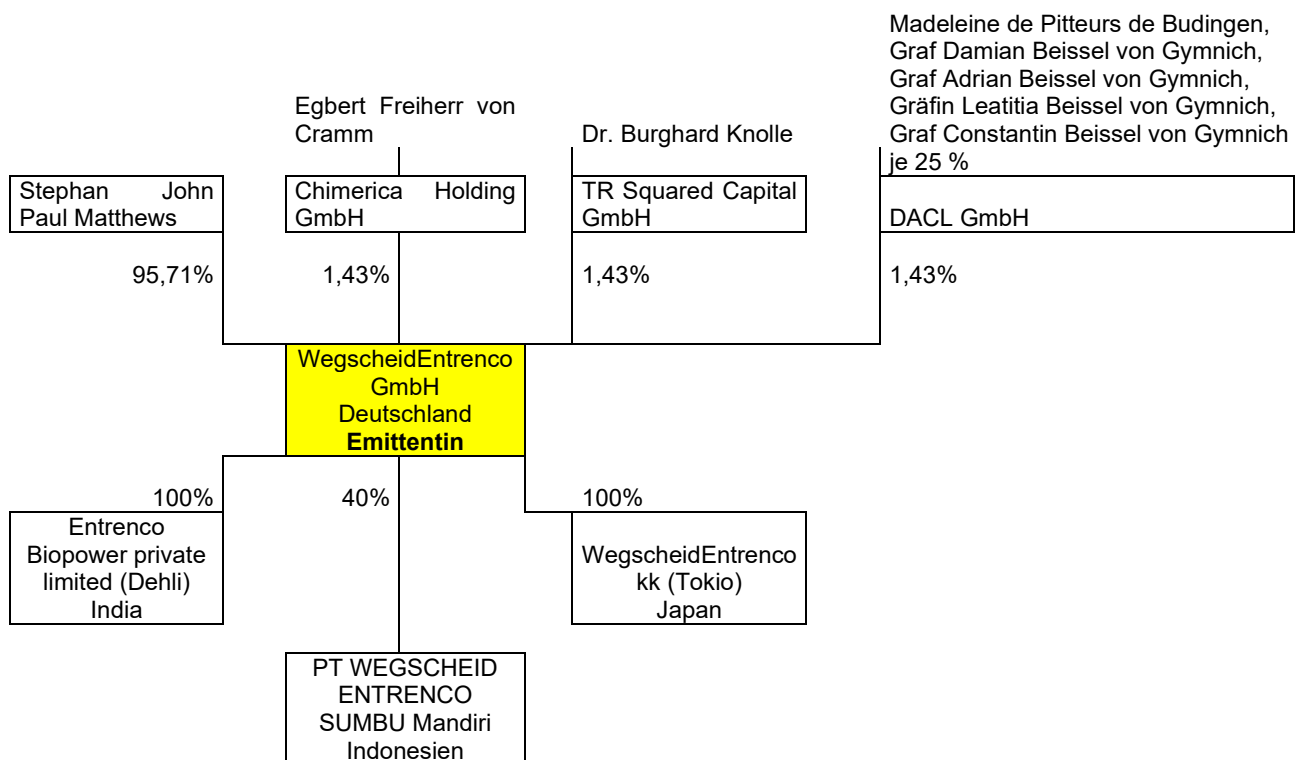 Madeleine de Pitteurs de Budingen,
Graf Damian Beissel von Gymnich,
Graf Adrian Beissel von Gymnich,
Gräfin Leatitia Beissel von Gymnich,
Graf Constantin Beissel von Gymnich
je 25 %
Egbert Freiherr von
Cramm
Dr. Burghard Knolle
Stephan John
Paul Matthews
Chimerica Holding
GmbH
TR Squared Capital
GmbH
DACL GmbH
95,71%
1,43%
1,43%
1,43%
WegscheidEntrenco
GmbH
Deutschland
Emittentin
100%
40%
100%
Entrenco
Biopower private
limited (Dehli)
India
WegscheidEntrenco
kk (Tokio)
Japan
PT WEGSCHEID
ENTRENCO
SUMBU Mandiri
Indonesien